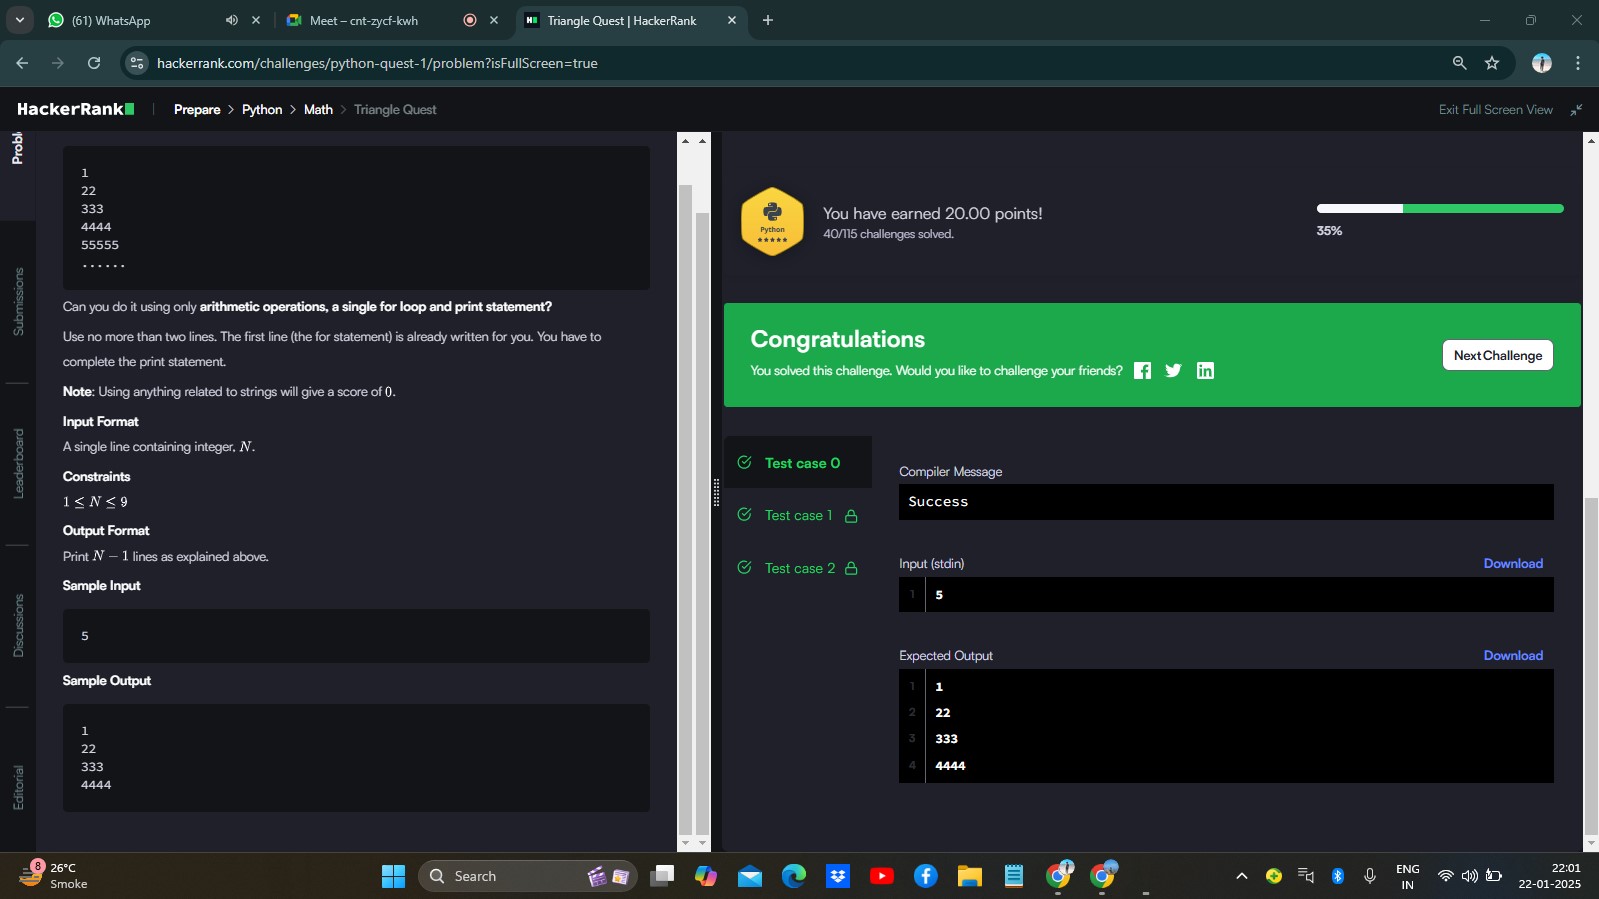 (61) WhatsApp
Meet – cnt-zycf-kwh
Triangle Quest | HackerRank
hackerrank.com/challenges/python-quest-1/problem?isFullScreen=true
HackerRank
Prepare > Python > Math > Triangle Quest
Exit Full Screen View
Probl
Submissions
Leaderboard
Discussions
Editorial
1
22
333
4444
55555
......
Can you do it using only arithmetic operations, a single for loop and print statement?
Use no more than two lines. The first line (the for statement) is already written for you. You have to
complete the print statement.
Note: Using anything related to strings will give a score of 0.
Input Format
A single line containing integer, N.
Constraints
1 ≤ N ≤ 9
Output Format
Print N − 1 lines as explained above.
Sample Input
5
Sample Output
1
22
333
4444
Python
You have earned 20.00 points!
40/115 challenges solved.
35%
Congratulations
You solved this challenge. Would you like to challenge your friends?
Next Challenge
Test case 0
Test case 1
Test case 2
Compiler Message
Success
Input (stdin)
Download
1 5
Expected Output
Download
1 1
2 22
3 333
4 4444
8
26°C
Smoke
Search
ENG
IN
22:01
22-01-2025